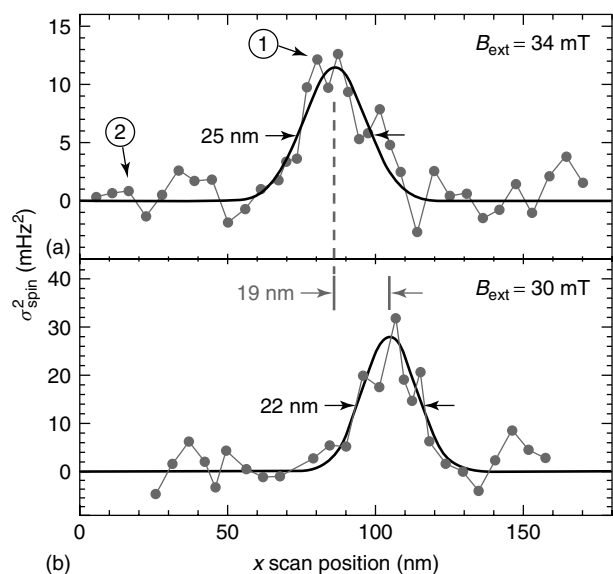 15
10
5
0
①
②
25 nm
B_ext = 34 mT
(a)
σ²_spin (mHz²)
40
30
20
10
0
19 nm
22 nm
B_ext = 30 mT
0 50 100 150
(b)
x scan position (nm)